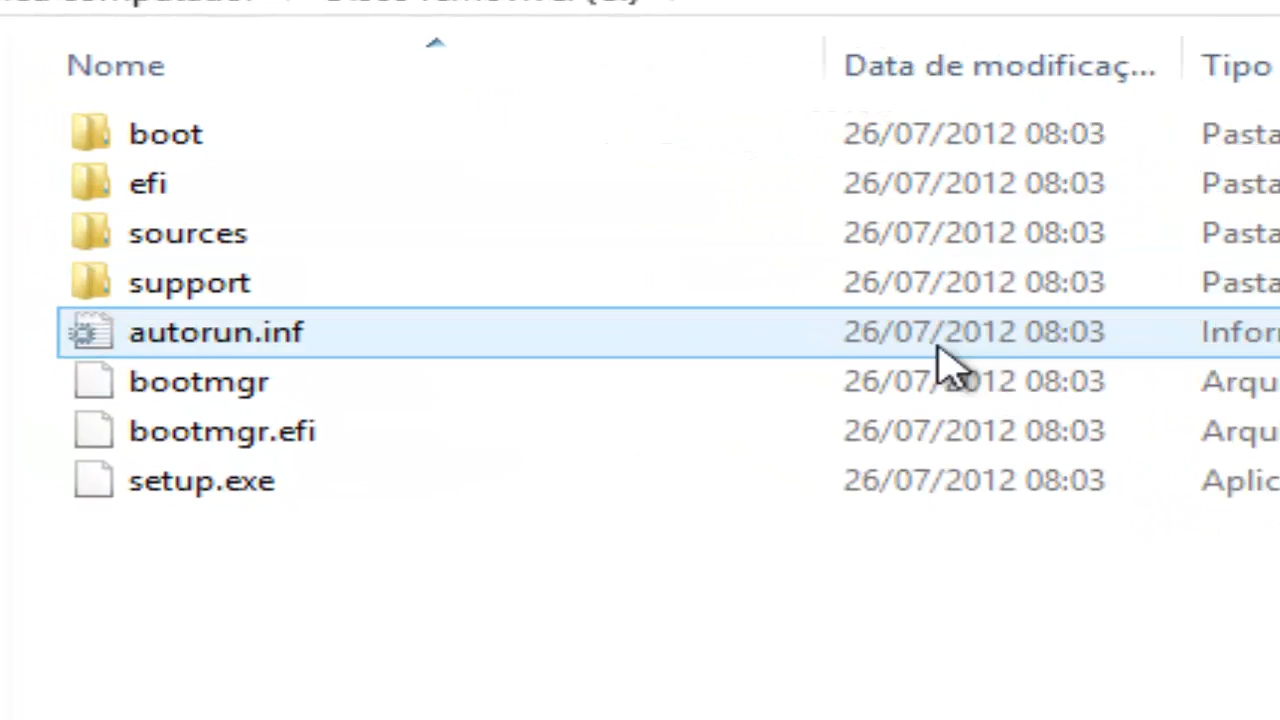 Nome Data de modificaç... Tipo
boot 26/07/2012 08:03 Pasta
efi 26/07/2012 08:03 Pasta
sources 26/07/2012 08:03 Pasta
support 26/07/2012 08:03 Pasta
autorun.inf 26/07/2012 08:03 Infor
bootmgr 26/07/2012 08:03 Arqu
bootmgr.efi 26/07/2012 08:03 Arqu
setup.exe 26/07/2012 08:03 Aplic